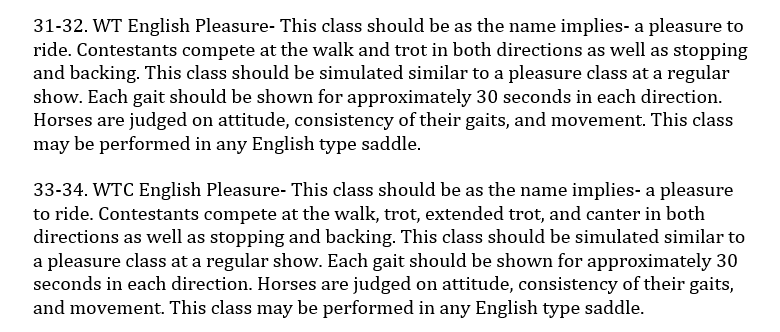 31-32. WT English Pleasure- This class should be as the name implies- a pleasure to
ride. Contestants compete at the walk and trot in both directions as well as stopping
and backing. This class should be simulated similar to a pleasure class at a regular
show. Each gait should be shown for approximately 30 seconds in each direction.
Horses are judged on attitude, consistency of their gaits, and movement. This class
may be performed in any English type saddle.
33-34. WTC English Pleasure- This class should be as the name implies- a pleasure
to ride. Contestants compete at the walk, trot, extended trot, and canter in both
directions as well as stopping and backing. This class should be simulated similar to
a pleasure class at a regular show. Each gait should be shown for approximately 30
seconds in each direction. Horses are judged on attitude, consistency of their gaits,
and movement. This class may be performed in any English type saddle.